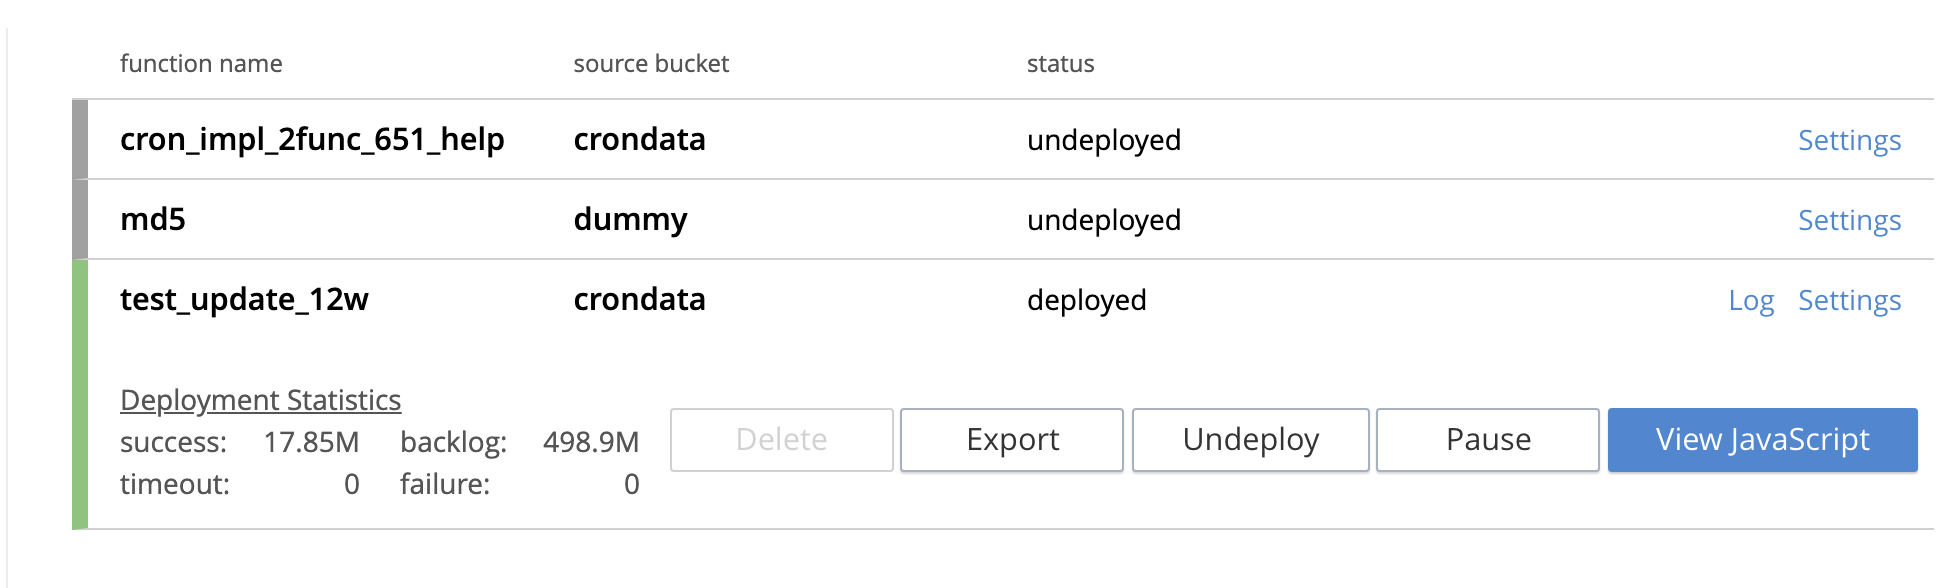 function name source bucket status
cron_impl_2func_651_help crondata undeployed Settings
md5 dummy undeployed Settings
test_update_12w crondata deployed Log Settings
Deployment Statistics
success: 17.85M backlog: 498.9M
timeout: 0 failure: 0
Delete Export Undeploy Pause View JavaScript